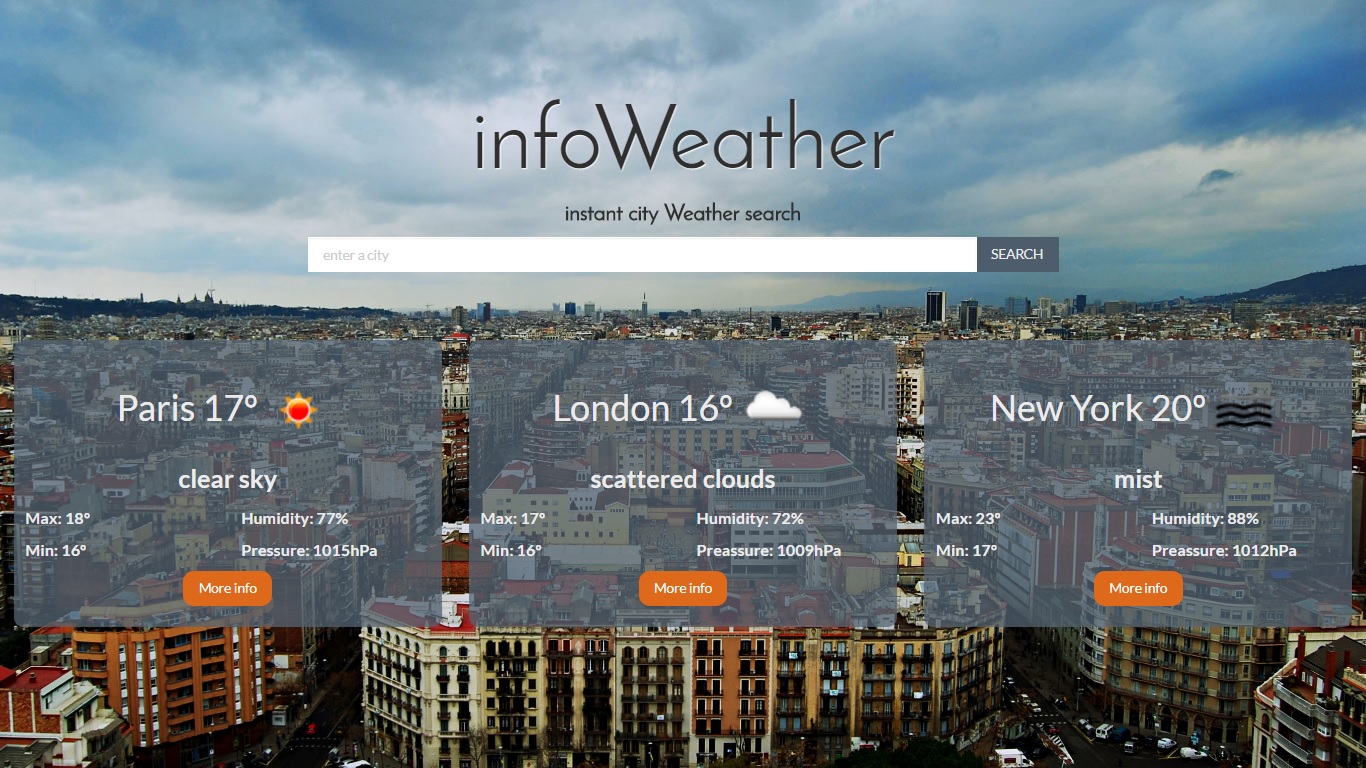 infoWeather
instant city Weather search
enter a city
SEARCH
Paris 17º
clear sky
Max: 18º
Humidity: 77%
Min: 16º
Pressure: 1015hPa
More info
London 16º
scattered clouds
Max: 17º
Humidity: 72%
Min: 16º
Preassure: 1009hPa
More info
New York 20º
mist
Max: 23º
Humidity: 88%
Min: 17º
Preassure: 1012hPa
More info